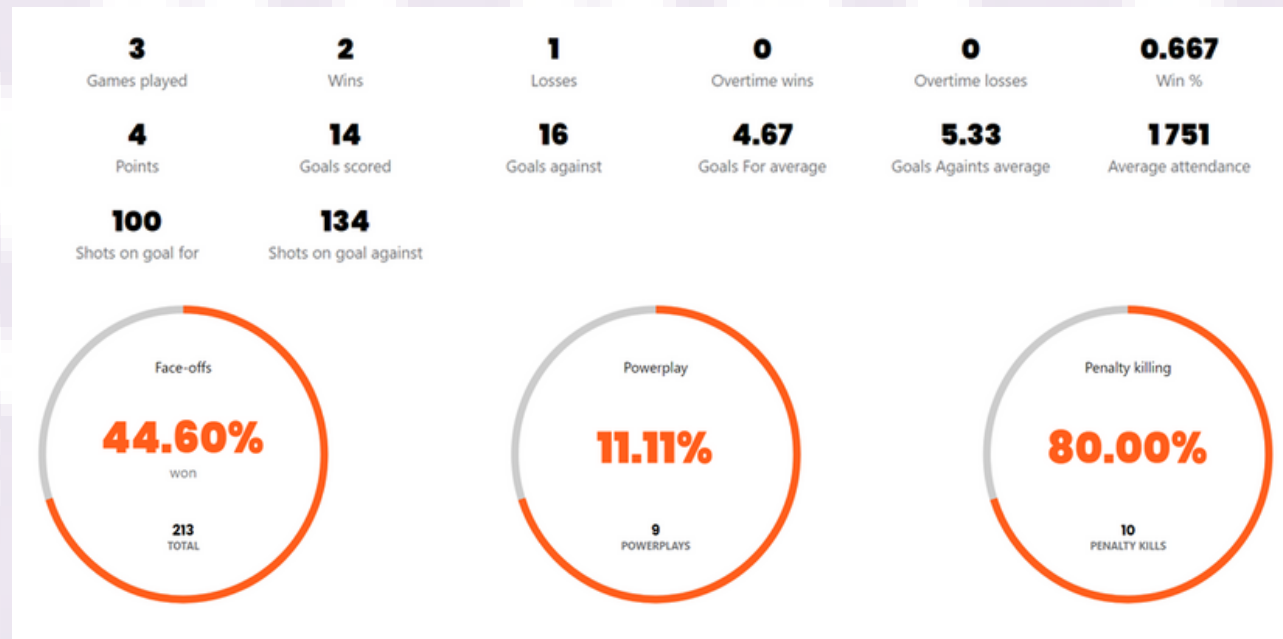 3 2 1 0 0 0.667
Games played Wins Losses Overtime wins Overtime losses Win %
4 14 16 4.67 5.33 1751
Points Goals scored Goals against Goals For average Goals Againts average Average attendance
100 134
Shots on goal for Shots on goal against
Face-offs Powerplay Penalty killing
44.60% 11.11% 80.00%
won
213 9 10
TOTAL POWERPLAYS PENALTY KILLS